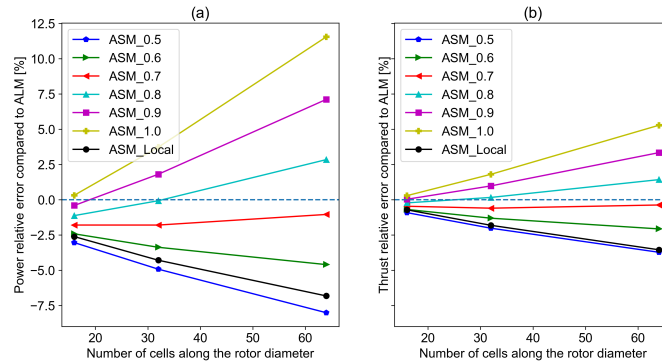 (a)
Power relative error compared to ALM [%]
12.5
10.0
7.5
5.0
2.5
0.0
−2.5
−5.0
−7.5
ASM_0.5
ASM_0.6
ASM_0.7
ASM_0.8
ASM_0.9
ASM_1.0
ASM_Local
20 30 40 50 60
Number of cells along the rotor diameter
(b)
Thrust relative error compared to ALM [%]
ASM_0.5
ASM_0.6
ASM_0.7
ASM_0.8
ASM_0.9
ASM_1.0
ASM_Local
20 30 40 50 60
Number of cells along the rotor diameter